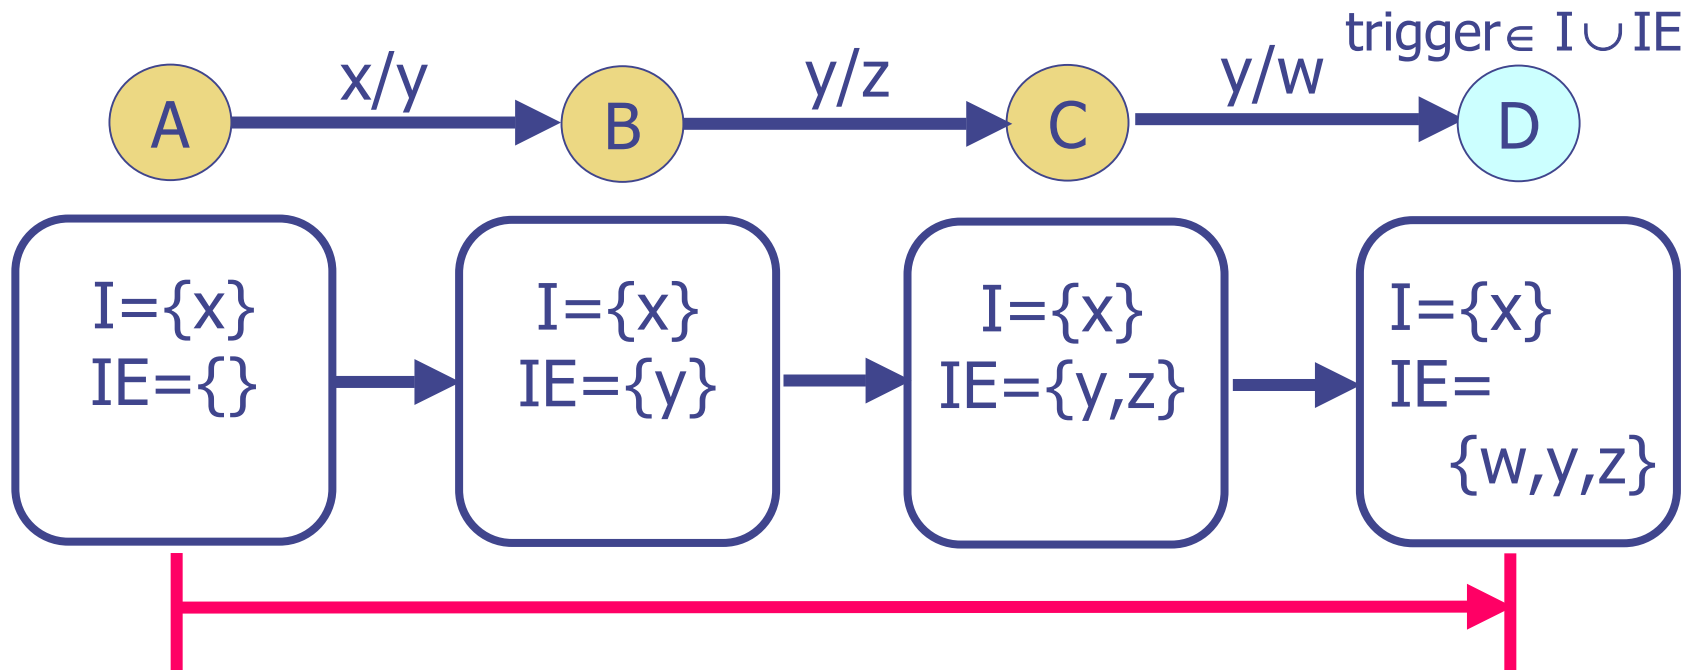 trigger∈ I∪IE
x/y
y/z
y/w
A
B
C
D
I={x}
IE={}
I={x}
IE={y}
I={x}
IE={y,z}
I={x}
IE=
{w,y,z}